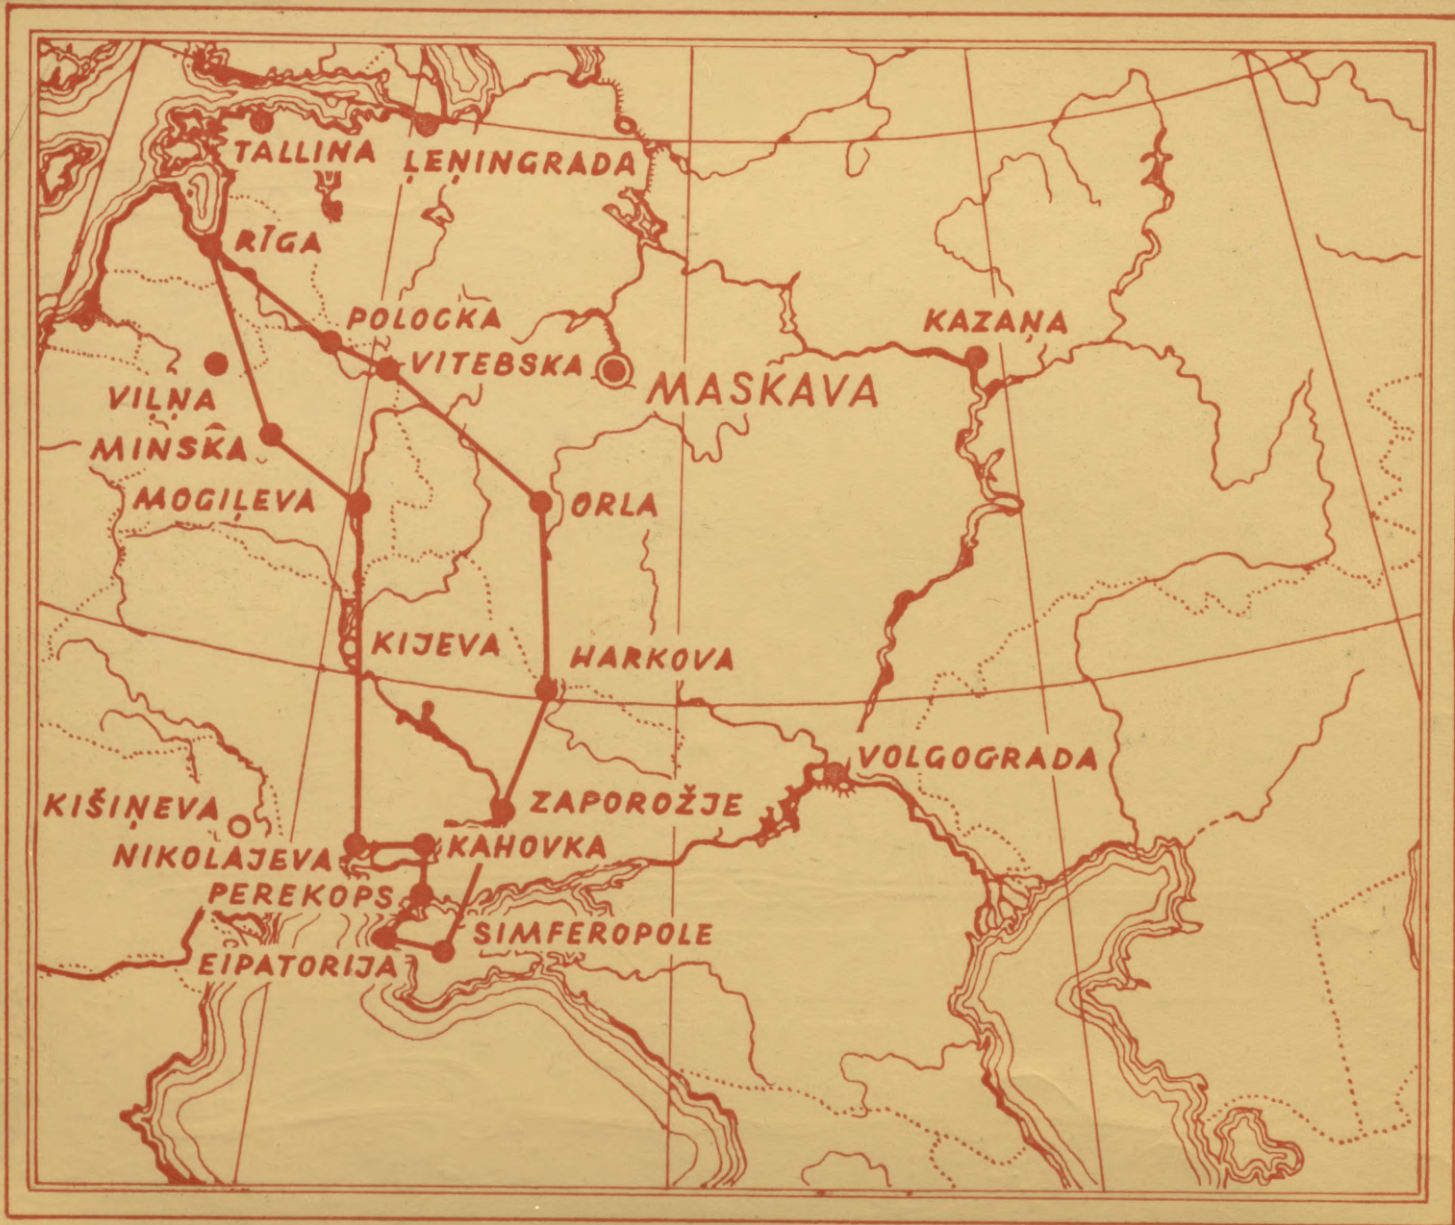 TALLINA
ĻEŅINGRADA
RĪGA
POLOCKA
KAZAŅA
VITEBSKA
MASKAVA
VIĻŅA
MINSKA
MOGIĻEVA
ORLA
KIJEVA
HARKOVA
VOLGOGRADA
KIŠIŅEVA
ZAPOROŽJE
NIKOLAJEVA
KAHOVKA
PEREKOPS
SIMFEROPOLE
EIPATORIJA